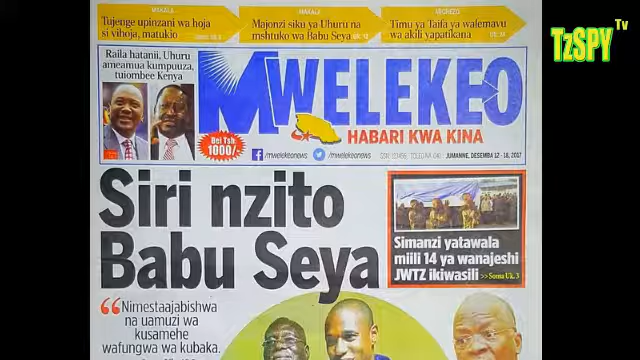 MAKALA
Tujenge upinzani wa hoja
si vihoja, matukio
MAKALA
Majonzi siku ya Uhuru na
mshtuko wa Babu Seya
Timu ya Taifa ya walemavu
wa akili yapatikana
TzSPY Tv
Raila hatanii, Uhuru
ameamua kumpuuza,
tuiombee Kenya
MWELEKEO
HABARI KWA KINA
Bei Tsh:
1000/-
/mwelekeonews
/mwelekeonews
JUMANNE, DESEMBA 12 - 18, 2017
Siri nzito
Babu Seya
Simanzi yatawala
miili 14 ya wanajeshi
JWTZ ikiwasili >> Soma Uk. 3
“Nimestaajabishwa
na uamuzi wa
kusamehe
wafungwa wa kubaka.